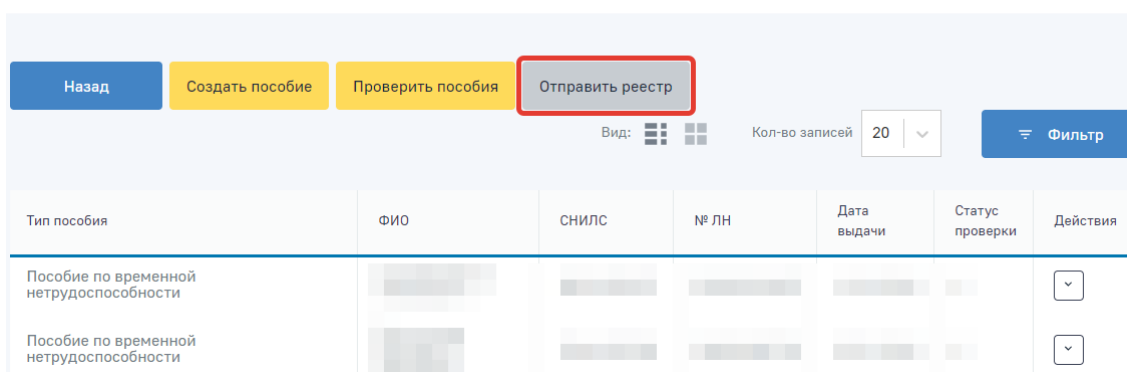 Назад
Создать пособие
Проверить пособия
Отправить реестр
Вид:
Кол-во записей
20
Фильтр
Тип пособия
ФИО
СНИЛС
№ ЛН
Дата
выдачи
Статус
проверки
Действия
Пособие по временной
нетрудоспособности
Пособие по временной
нетрудоспособности